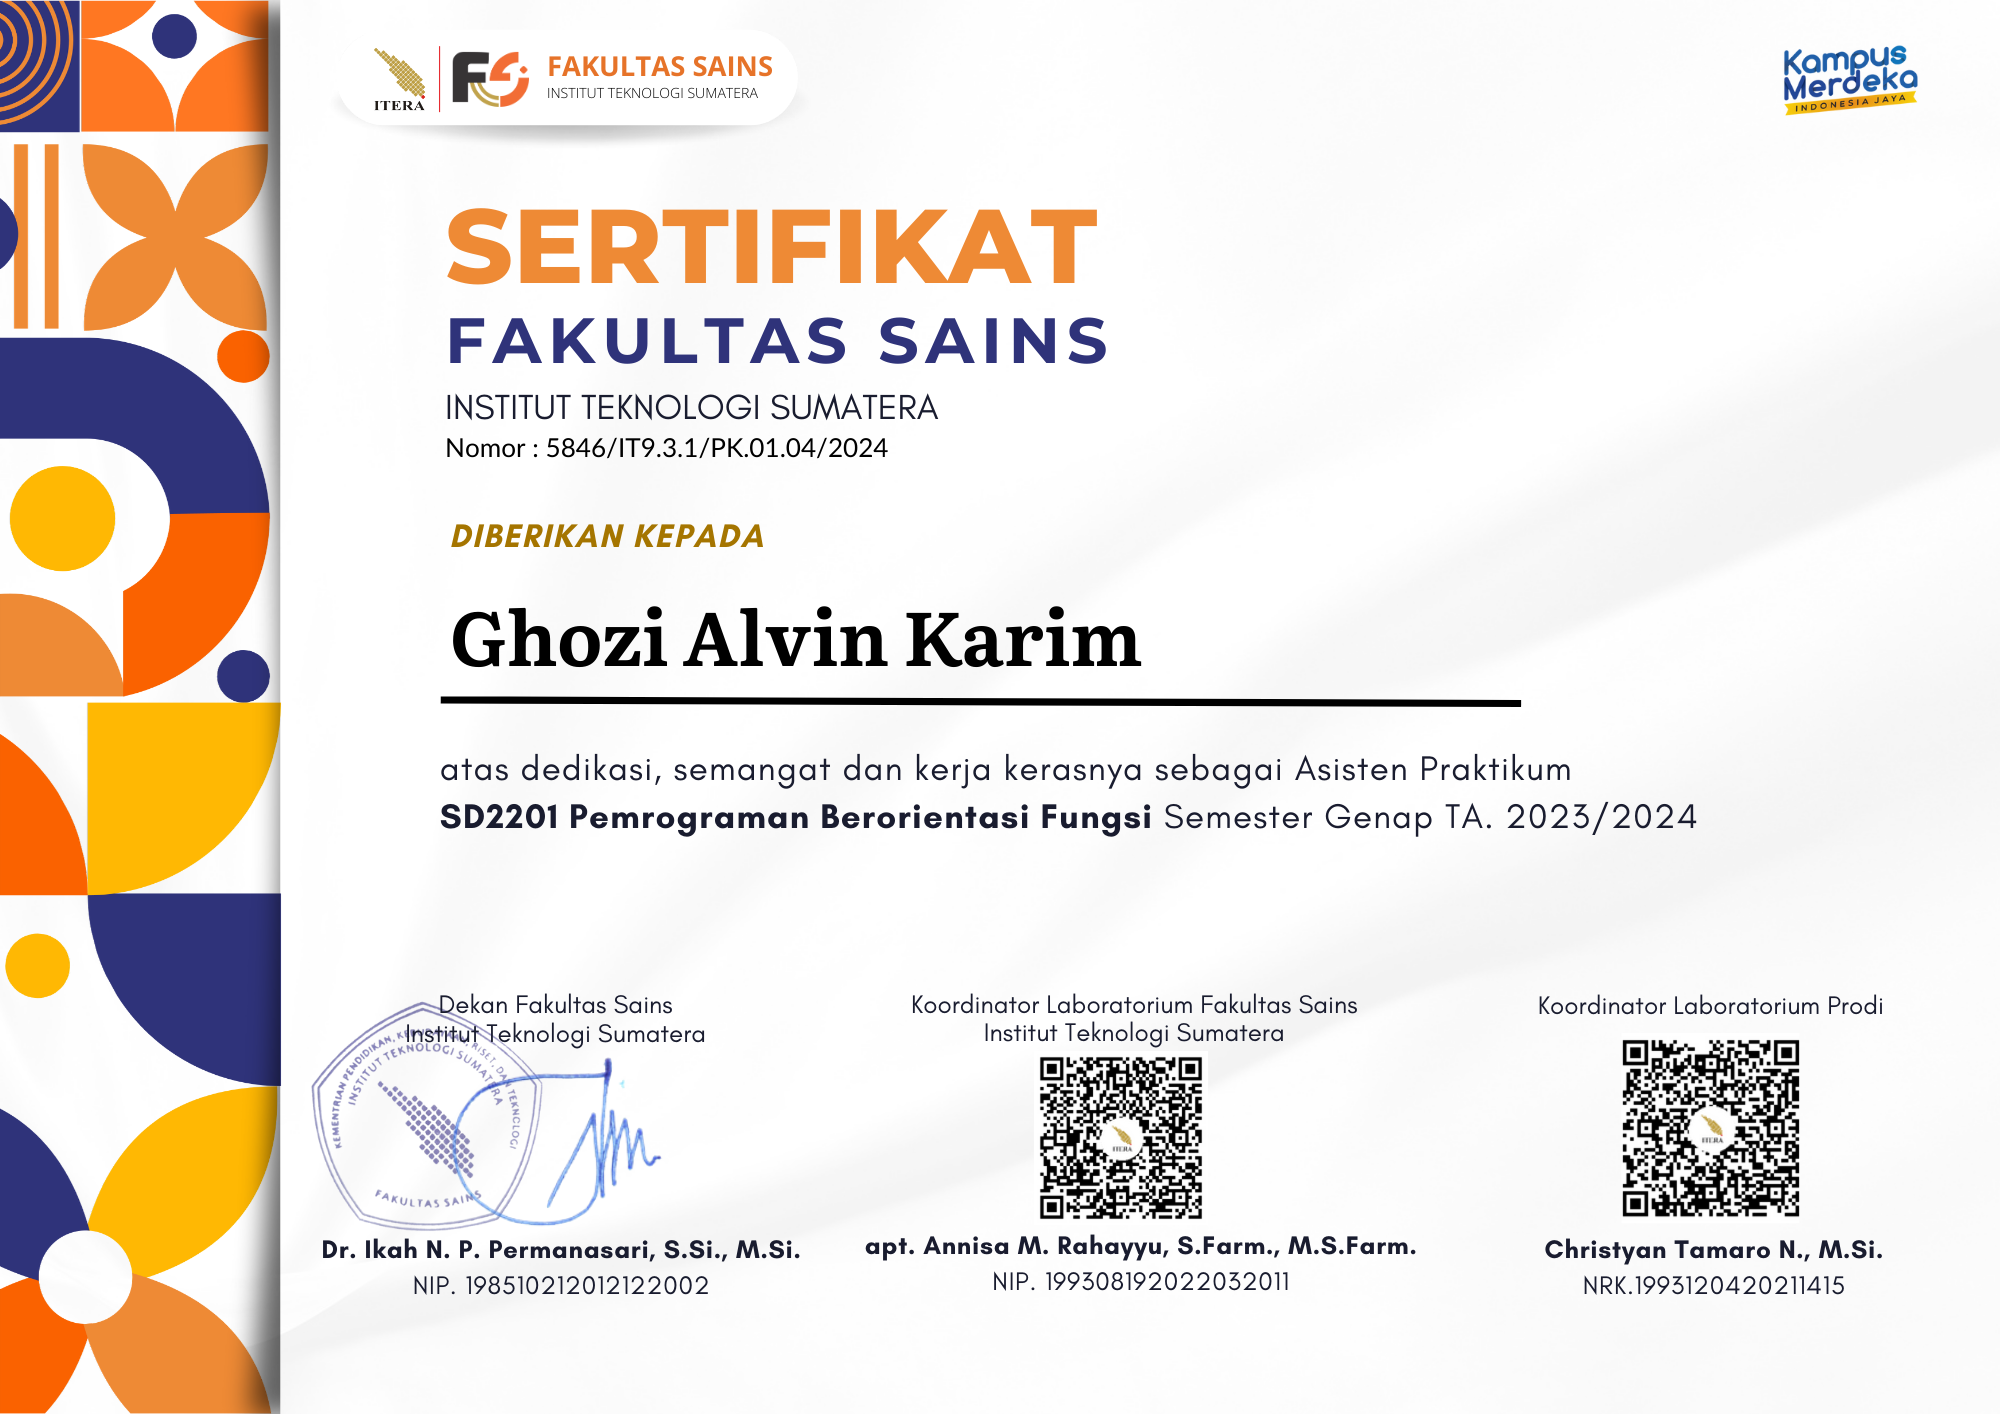 ITERA
FS
FAKULTAS SAINS
INSTITUT TEKNOLOGI SUMATERA
Kampus
Merdeka
INDONESIA JAYA
SERTIFIKAT
FAKULTAS SAINS
INSTITUT TEKNOLOGI SUMATERA
Nomor : 5846/IT9.3.1/PK.01.04/2024
DIBERIKAN KEPADA
Ghozi Alvin Karim
atas dedikasi, semangat dan kerja kerasnya sebagai Asisten Praktikum
SD2201 Pemrograman Berorientasi Fungsi Semester Genap TA. 2023/2024
Dekan Fakultas Sains
Institut Teknologi Sumatera
KEMENTRIAN PENDIDIKAN, KEBUDAYAAN, RISET, DAN TEKNOLOGI
INSTITUT TEKNOLOGI SUMATERA
FAKULTAS SAINS
Dr. Ikah N. P. Permanasari, S.Si., M.Si.
NIP. 198510212012122002
Koordinator Laboratorium Fakultas Sains
Institut Teknologi Sumatera
ITERA
apt. Annisa M. Rahayyu, S.Farm., M.S.Farm.
NIP. 199308192022032011
Koordinator Laboratorium Prodi
ITERA
Christyan Tamaro N., M.Si.
NRK.1993120420211415